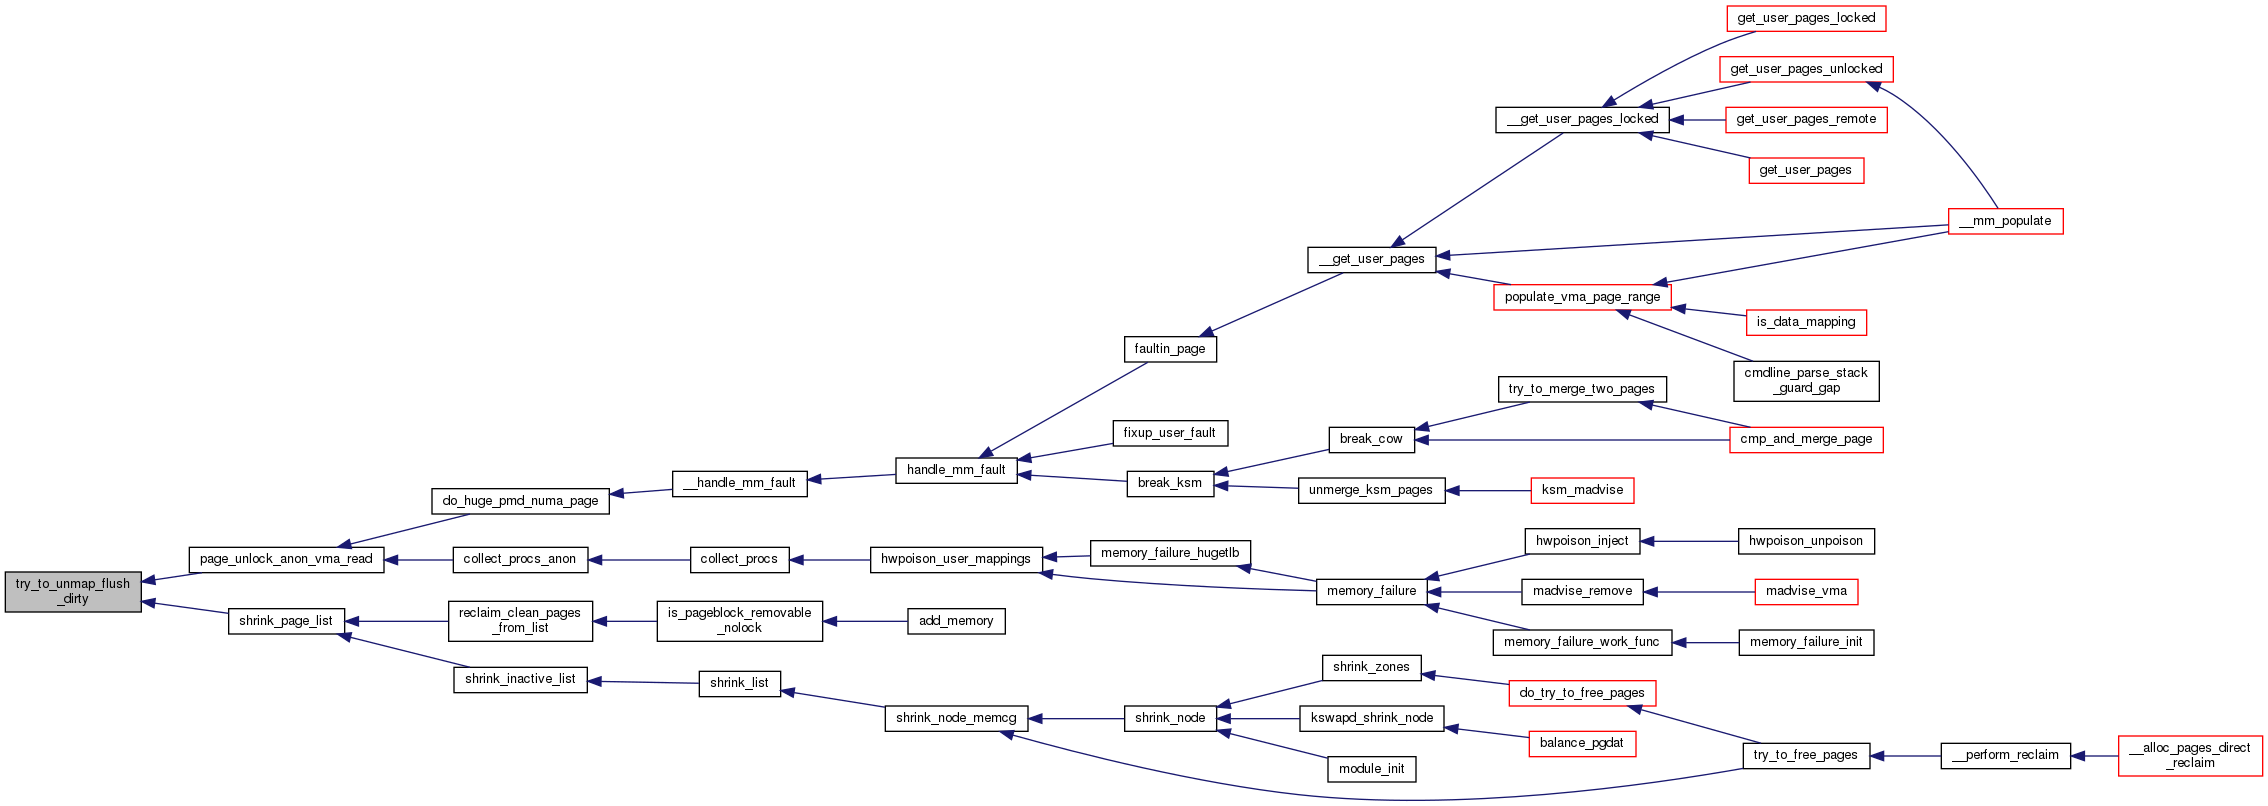 get_user_pages_locked
get_user_pages_unlocked
__get_user_pages_locked
get_user_pages_remote
get_user_pages
__mm_populate
__get_user_pages
populate_vma_page_range
is_data_mapping
faultin_page
cmdline_parse_stack
_guard_gap
try_to_merge_two_pages
fixup_user_fault
break_cow
cmp_and_merge_page
handle_mm_fault
__handle_mm_fault
break_ksm
unmerge_ksm_pages
ksm_madvise
do_huge_pmd_numa_page
page_unlock_anon_vma_read
collect_procs_anon
collect_procs
hwpoison_user_mappings
memory_failure_hugetlb
hwpoison_inject
hwpoison_unpoison
try_to_unmap_flush
_dirty
memory_failure
madvise_remove
madvise_vma
shrink_page_list
reclaim_clean_pages
_from_list
is_pageblock_removable
_nolock
add_memory
memory_failure_work_func
memory_failure_init
shrink_inactive_list
shrink_list
shrink_zones
do_try_to_free_pages
shrink_node_memcg
shrink_node
kswapd_shrink_node
balance_pgdat
module_init
try_to_free_pages
__perform_reclaim
__alloc_pages_direct
_reclaim